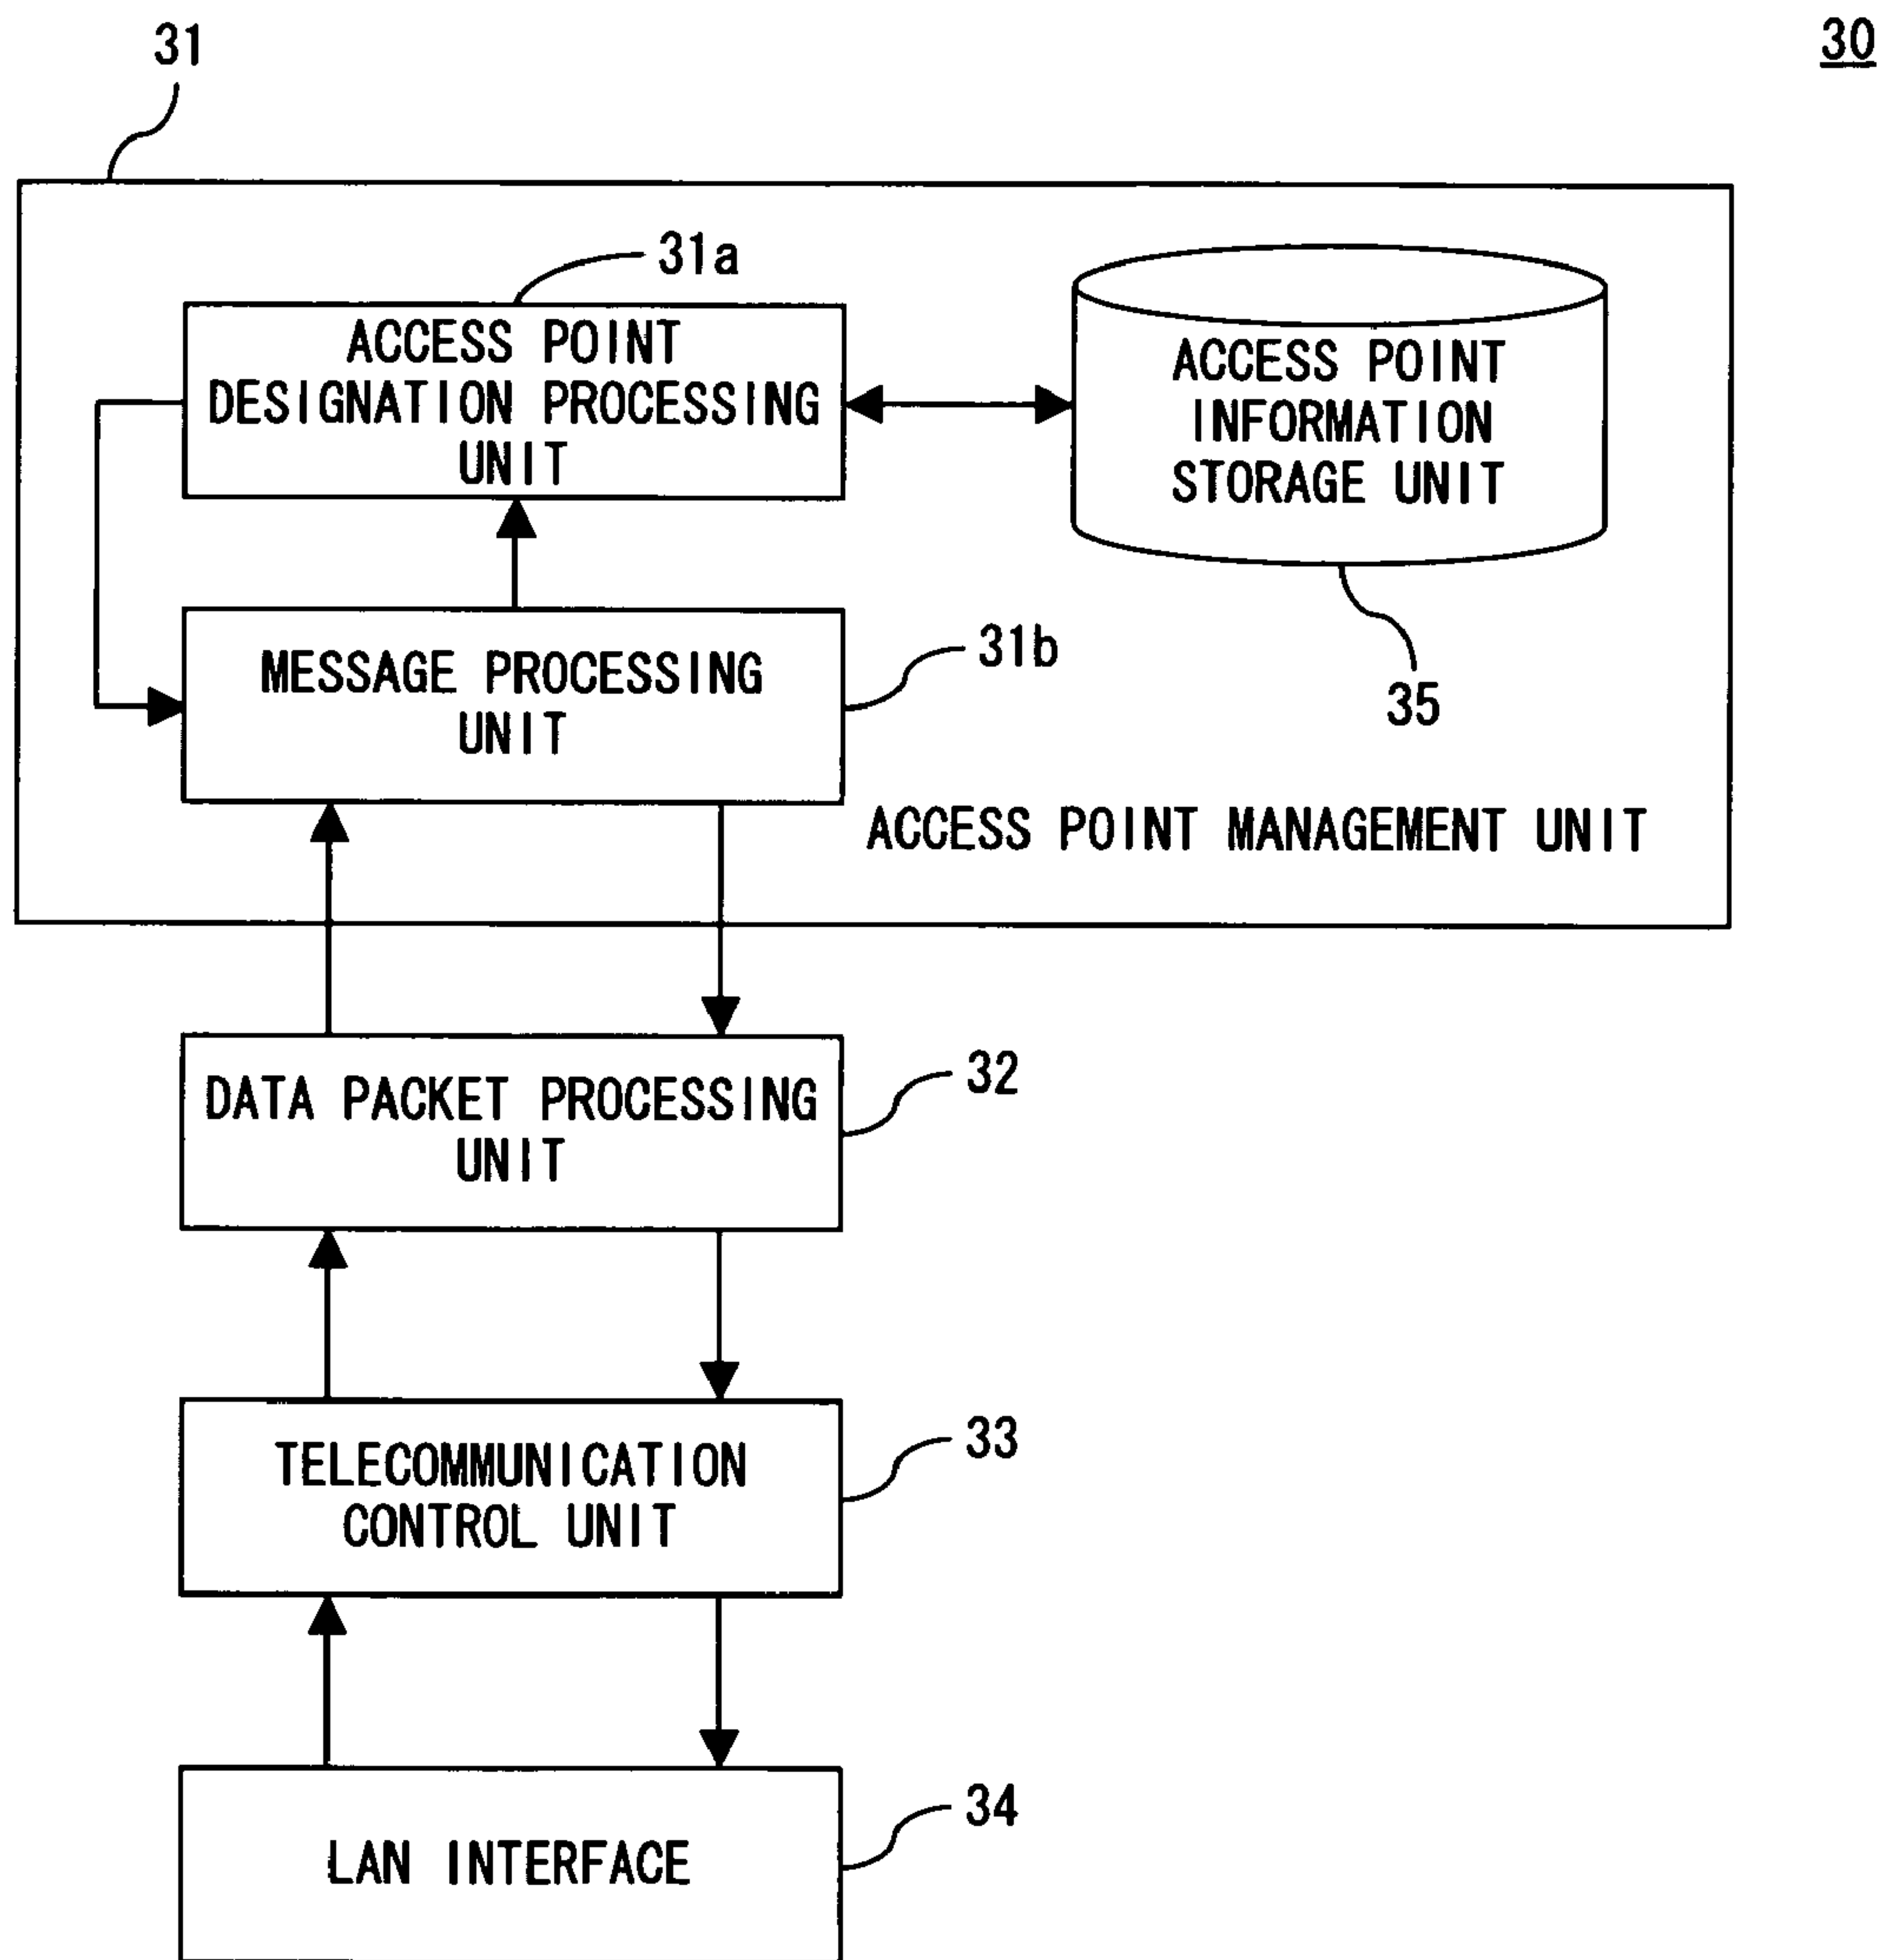 31
30
31a
ACCESS POINT
DESIGNATION PROCESSING
UNIT
ACCESS POINT
INFORMATION
STORAGE UNIT
MESSAGE PROCESSING
UNIT
31b
35
ACCESS POINT MANAGEMENT UNIT
DATA PACKET PROCESSING
UNIT
32
TELECOMMUNICATION
CONTROL UNIT
33
LAN INTERFACE
34